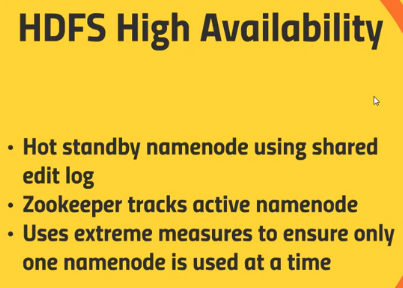 HDFS High Availability
• Hot standby namenode using shared
edit log
• Zookeeper tracks active namenode
• Uses extreme measures to ensure only
one namenode is used at a time